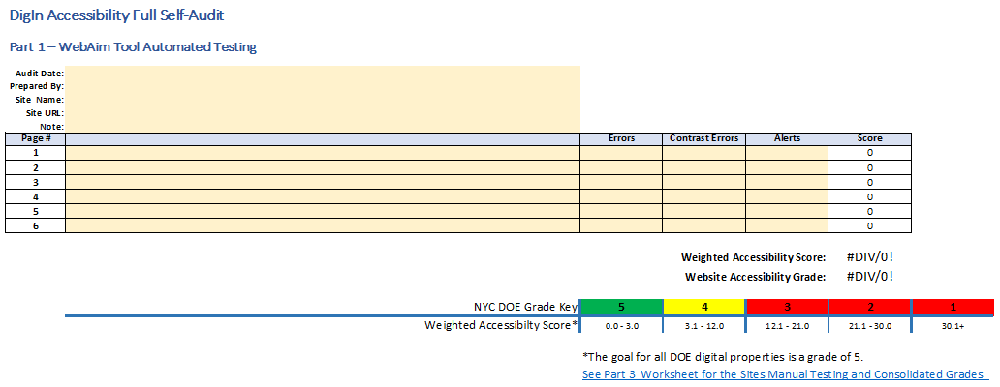 DigIn Accessibility Full Self-Audit
Part 1 – WebAim Tool Automated Testing
Audit Date:
Prepared By:
Site Name:
Site URL:
Note:
Page # Errors Contrast Errors Alerts Score
1 0
2 0
3 0
4 0
5 0
6 0
Weighted Accessibility Score: #DIV/0!
Website Accessibility Grade: #DIV/0!
NYC DOE Grade Key 5 4 3 2 1
Weighted Accessibilty Score* 0.0 - 3.0 3.1 - 12.0 12.1 - 21.0 21.1 - 30.0 30.1+
*The goal for all DOE digital properties is a grade of 5.
See Part 3 Worksheet for the Sites Manual Testing and Consolidated Grades